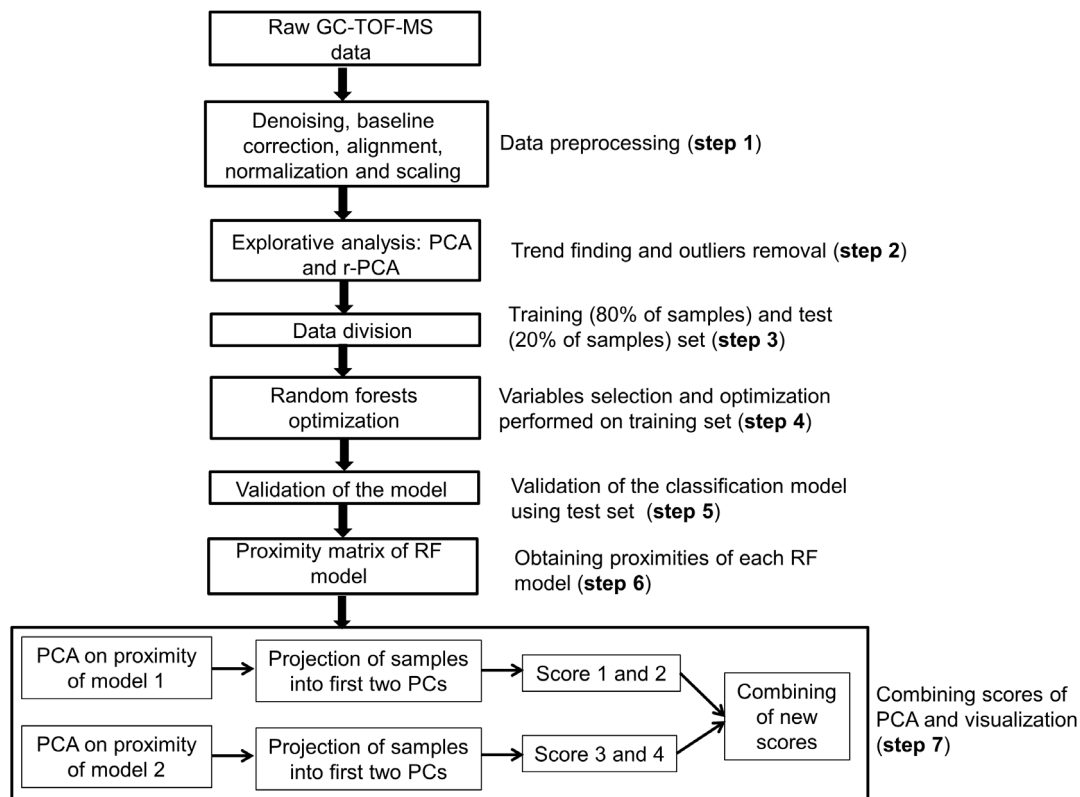 Raw GC-TOF-MS
data
Denoising, baseline
correction, alignment,
normalization and scaling
Data preprocessing (step 1)
Explorative analysis: PCA
and r-PCA
Trend finding and outliers removal (step 2)
Data division
Training (80% of samples) and test
(20% of samples) set (step 3)
Random forests
optimization
Variables selection and optimization
performed on training set (step 4)
Validation of the model
Validation of the classification model
using test set (step 5)
Proximity matrix of RF
model
Obtaining proximities of each RF
model (step 6)
PCA on proximity
of model 1
Projection of samples
into first two PCs
Score 1 and 2
PCA on proximity
of model 2
Projection of samples
into first two PCs
Score 3 and 4
Combining
of new
scores
Combining scores of
PCA and visualization
(step 7)